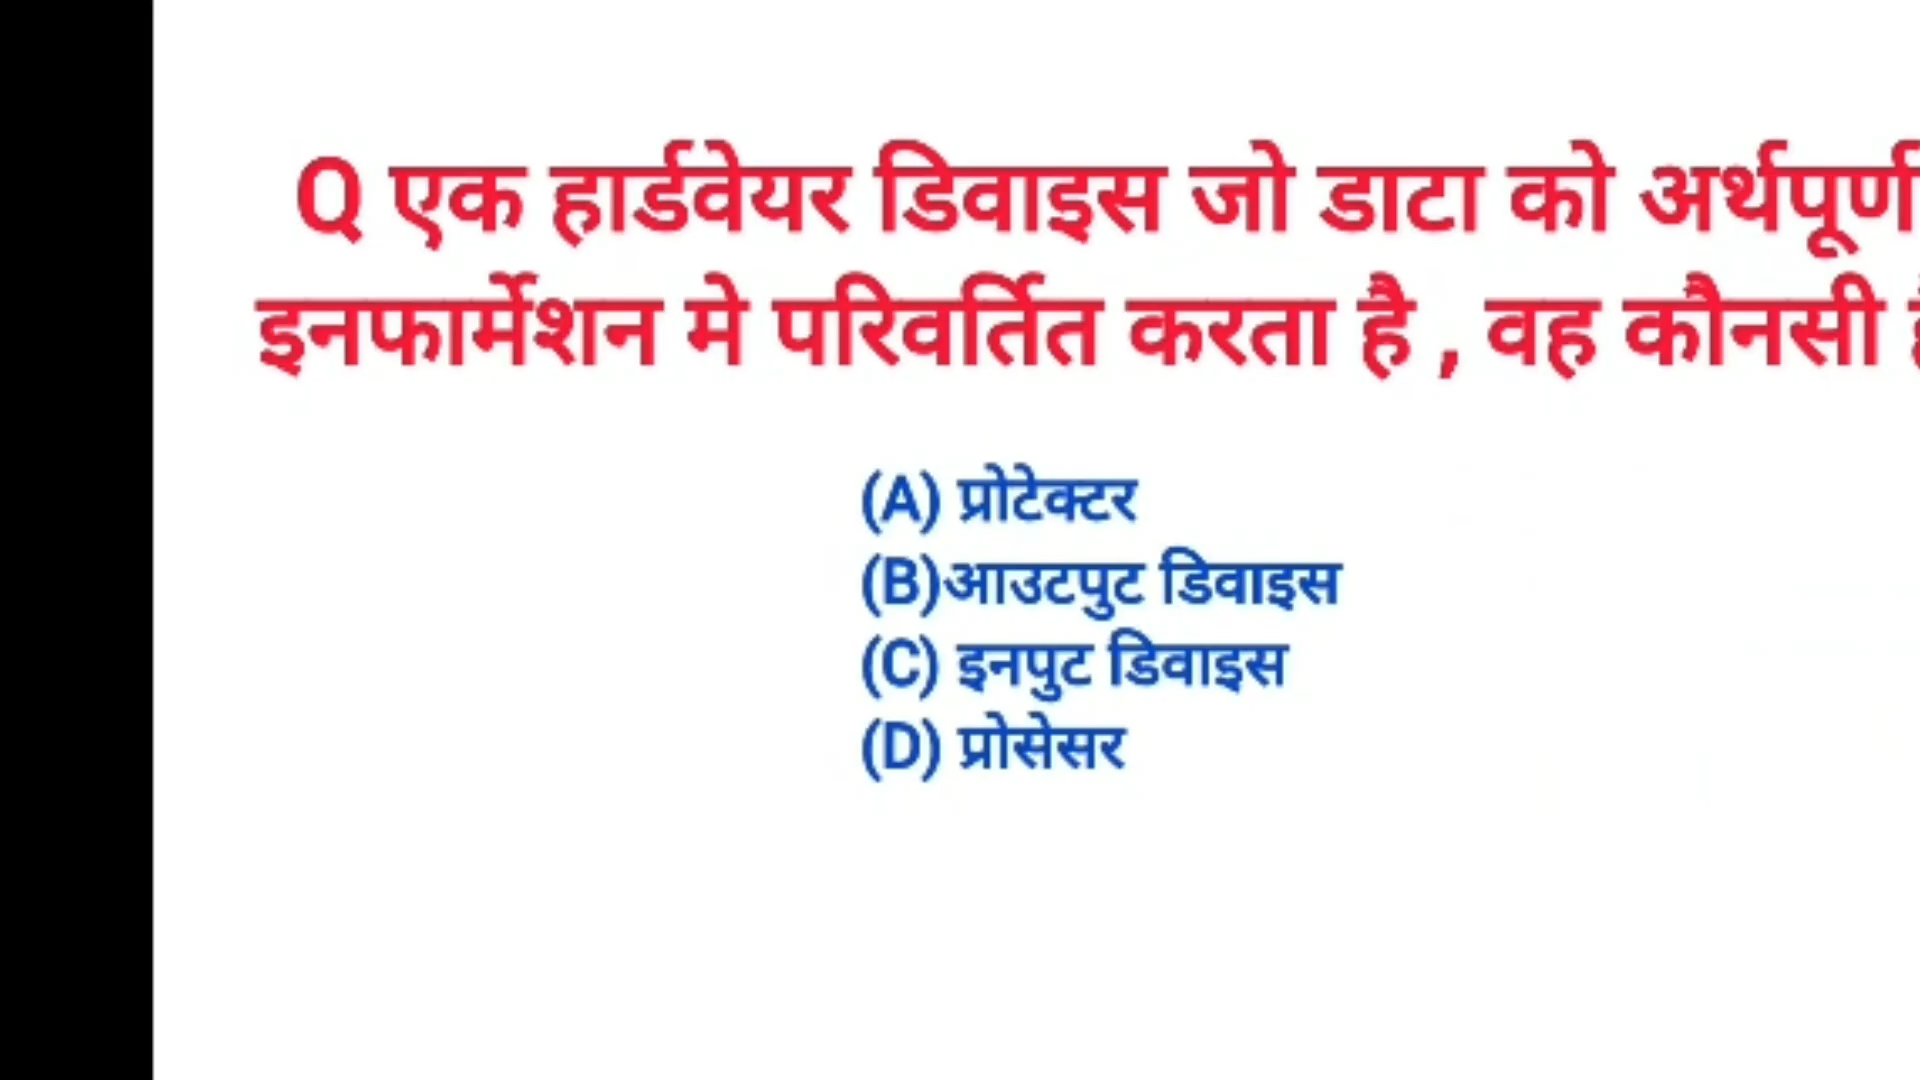 Q एक हार्डवेयर डिवाइस जो डाटा को अर्थपूर्ण
इनफार्मेशन मे परिवर्तित करता है , वह कौनसी
(A) प्रोटेक्टर
(B)आउटपुट डिवाइस
(C) इनपुट डिवाइस
(D) प्रोसेसर